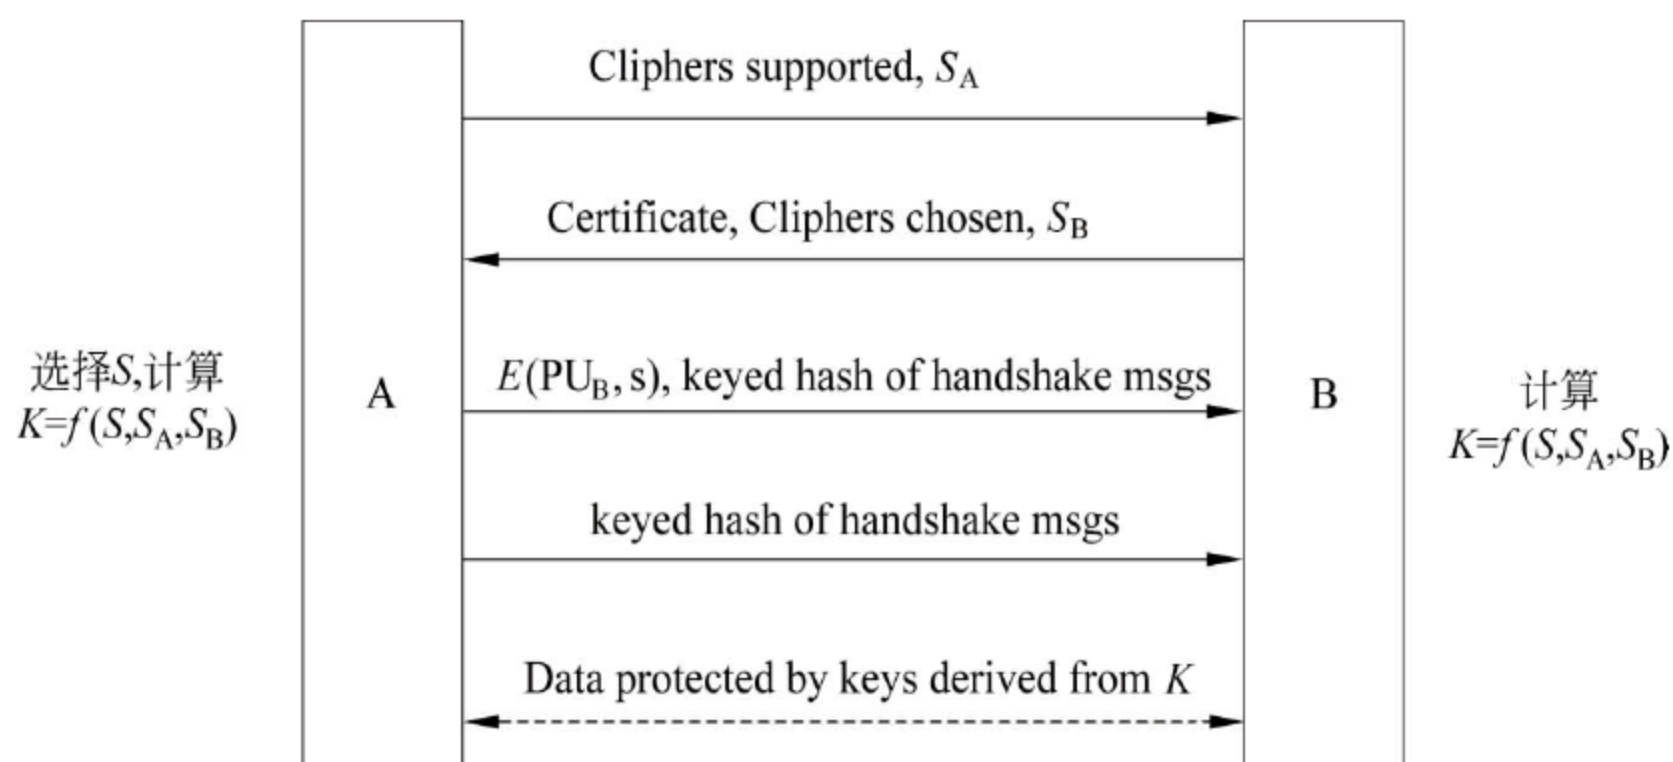 Cliphers supported, SA
Certificate, Cliphers chosen, SB
选择S,计算
K=f(S,SA,SB)
A
E(PUB,s), keyed hash of handshake msgs
B
计算
K=f(S,SA,SB)
keyed hash of handshake msgs
Data protected by keys derived from K